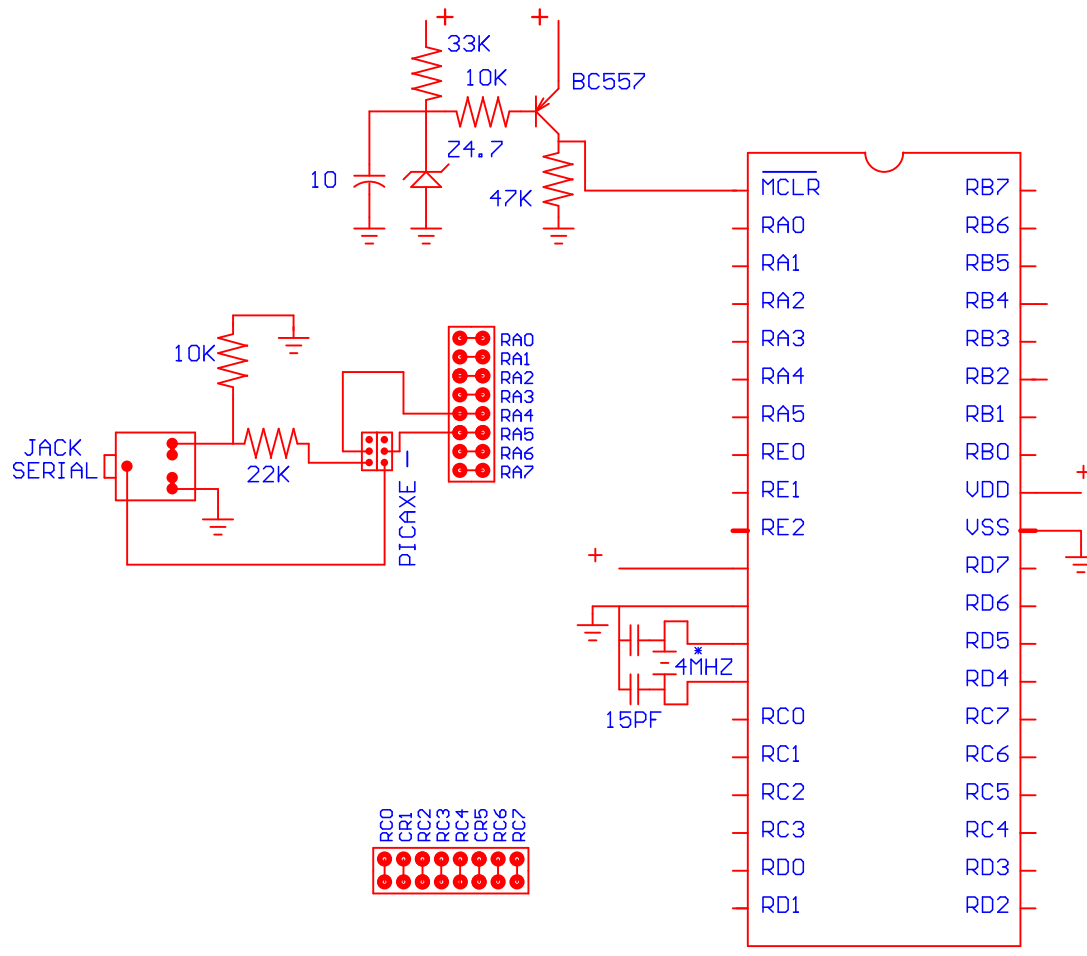 + +
33K
10K
BC557
Z4.7
10
47K
MCLR RB7
RA0 RB6
RA1 RB5
RA2 RB4
RA3 RB3
RA4 RB2
RA5 RB1
RE0 RB0
RE1 VDD +
RE2 VSS
+ RD7
RD6
RD5
* 4MHZ RD4
15PF
RC0 RC7
RC1 RC6
RC2 RC5
RC3 RC4
RD0 RD3
RD1 RD2
10K
RA0
RA1
RA2
RA3
RA4
RA5
RA6
RA7
JACK
SERIAL
22K
PICAXE -
RC0
CR1
RC2
RC3
RC4
CR5
RC6
RC7